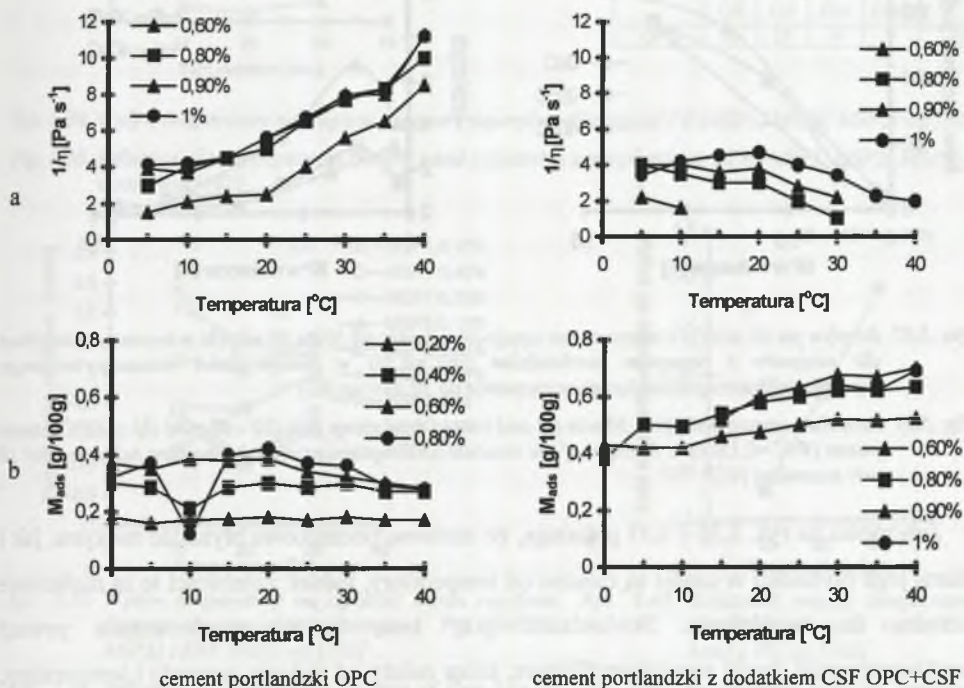 12
10
8
6
4
2
0
1/η[Pa s⁻¹]
0,60%
0,80%
0,90%
1%
0 10 20 30 40
Temperatura [°C]
12
10
8
6
4
2
0
1/η[Pa s⁻¹]
0,60%
0,80%
0,90%
1%
0 10 20 30 40
Temperatura [°C]
a
0,8
0,6
0,4
0,2
0
M_ads [g/100g]
0,20%
0,40%
0,60%
0,80%
0 10 20 30 40
Temperatura [°C]
0,8
0,6
0,4
0,2
0
M_ads [g/100g]
0,60%
0,80%
0,90%
1%
0 10 20 30 40
Temperatura [°C]
b
cement portlandzki OPC
cement portlandzki z dodatkiem CSF OPC+CSF